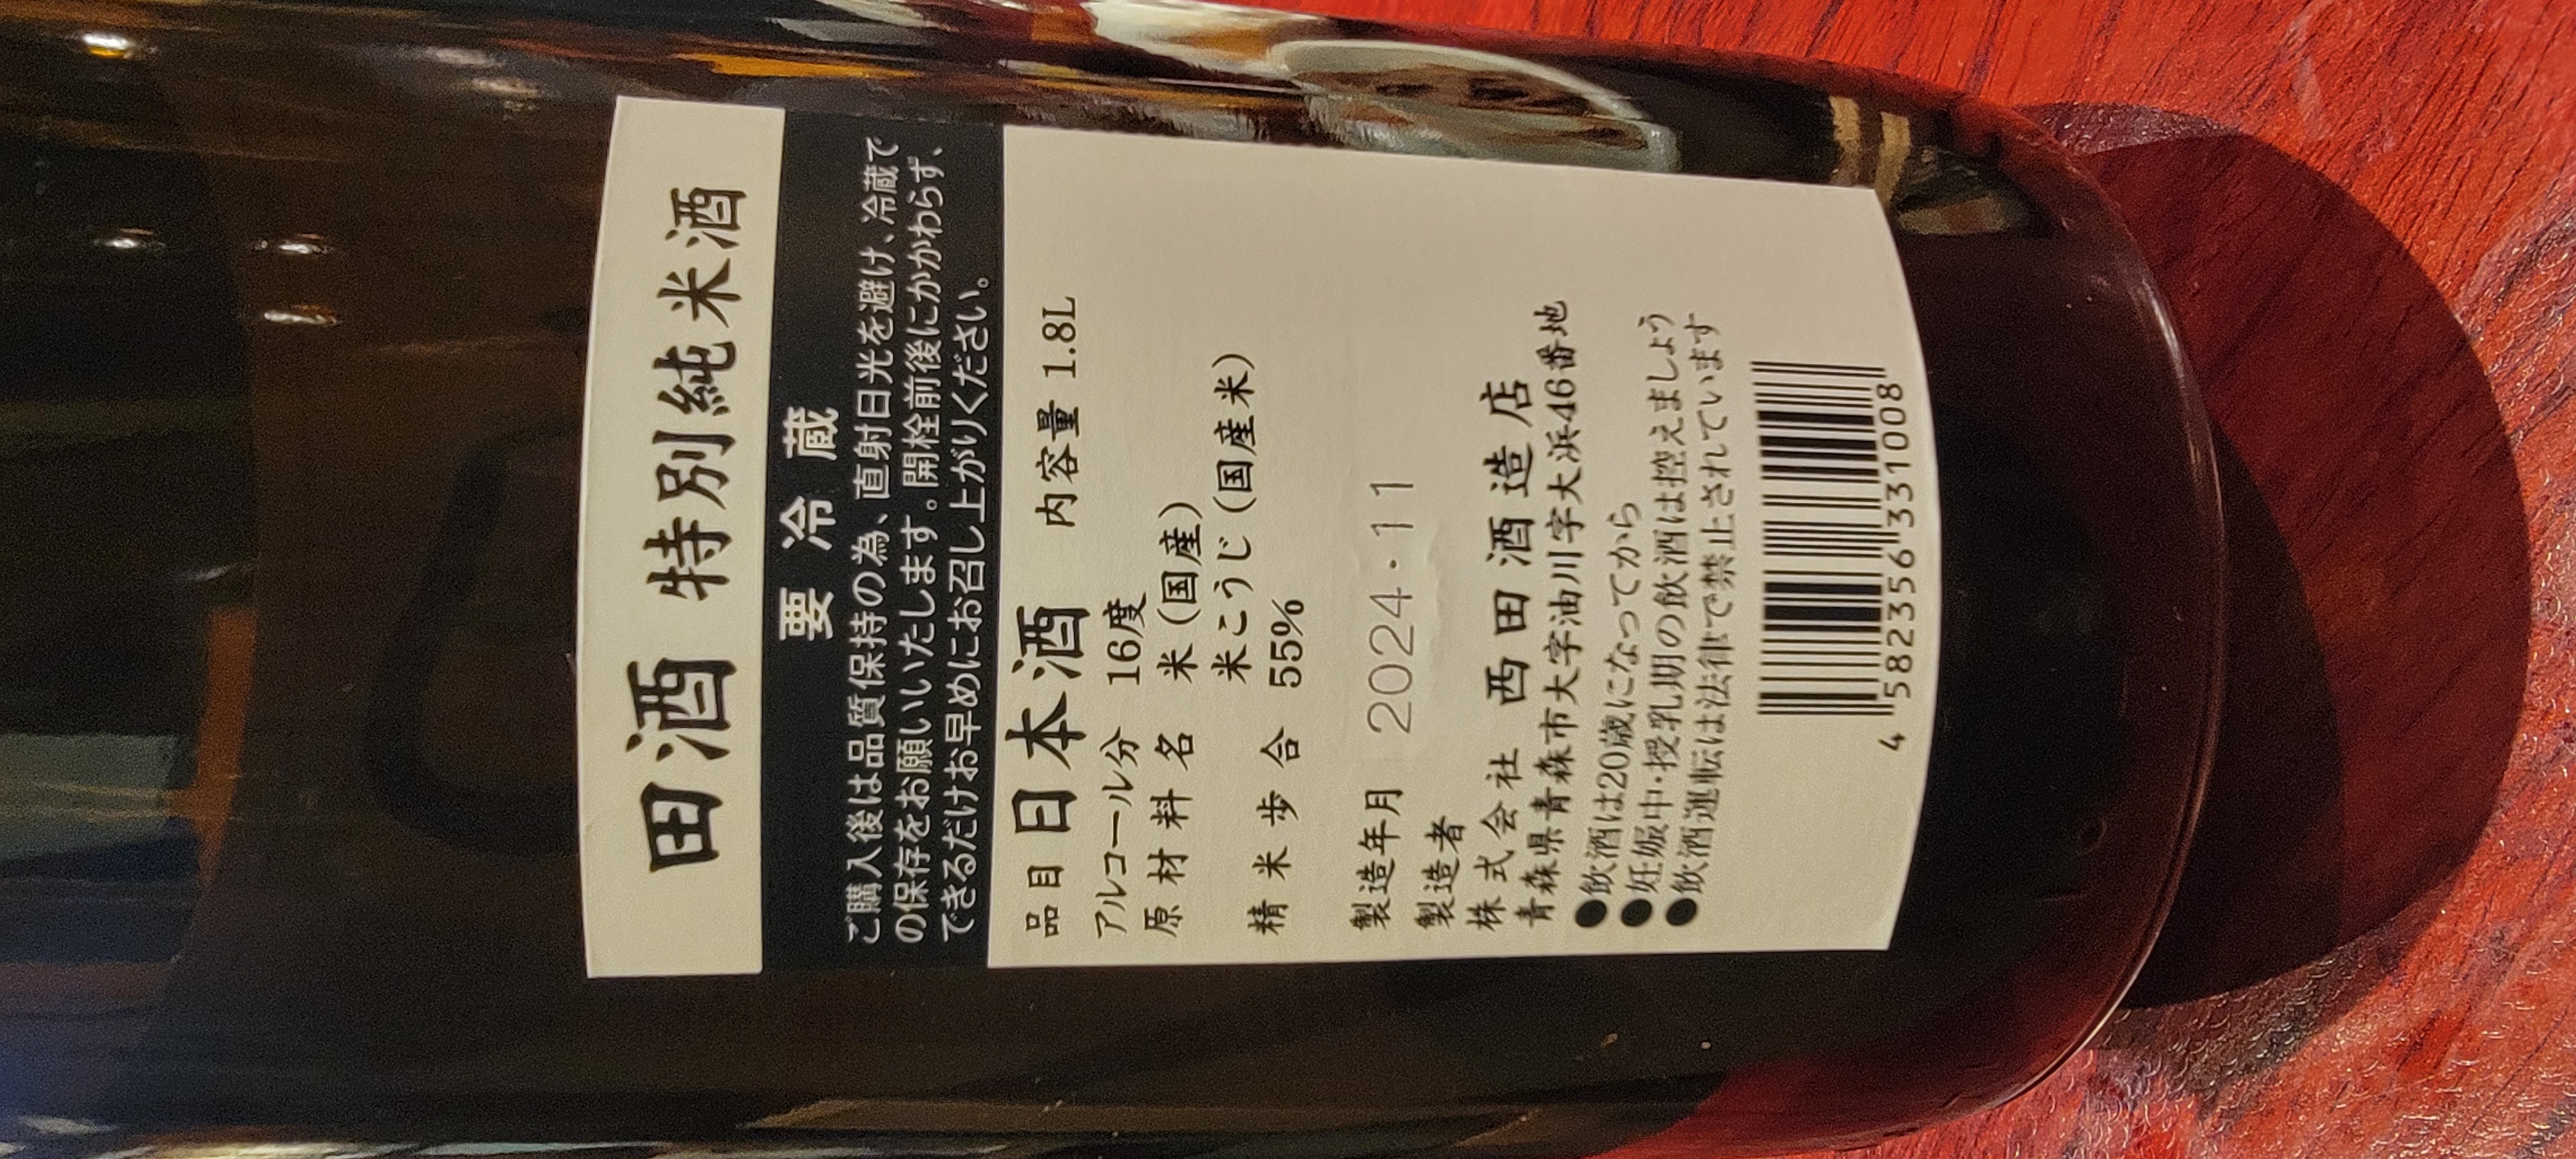 田酒 特別純米酒
要冷蔵
ご購入後は品質保持の為、直射日光を避け、冷蔵で
の保存をお願いいたします。開栓前後にかかわらず、
できるだけお早めにお召し上がりください。
品目 日本酒 内容量 1.8L
アルコール分 16度
原材料名 米(国産)
米こうじ(国産米)
精米歩合 55%
製造年月 2024・11
製造者
株式会社 西田酒造店
青森県青森市大字油川字大浜46番地
●飲酒は20歳になってから
●妊娠中・授乳期の飲酒は控えましょう
●飲酒運転は法律で禁止されています
4 582356 331008